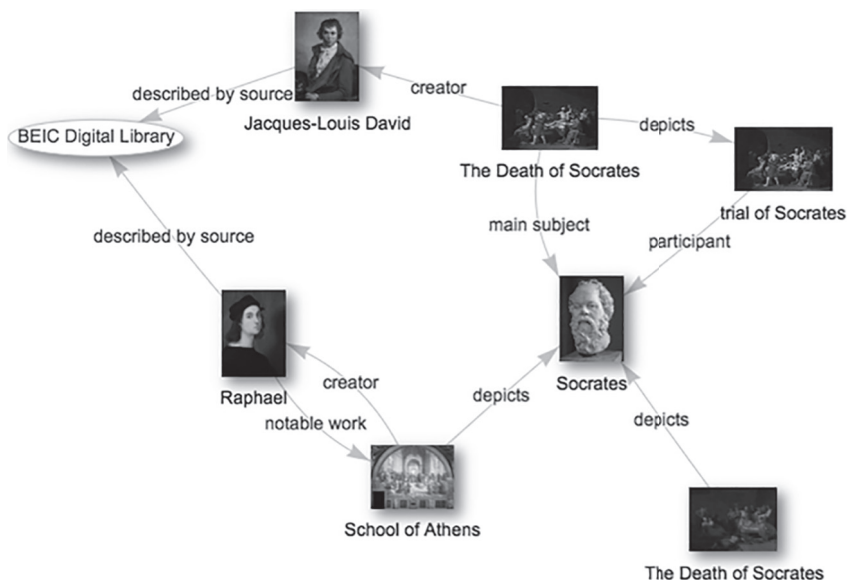 creator
described by source
Jacques-Louis David
depicts
BEIC Digital Library
The Death of Socrates
trial of Socrates
main subject
described by source
participant
creator
Socrates
Raphael
depicts
notable work
depicts
School of Athens
The Death of Socrates